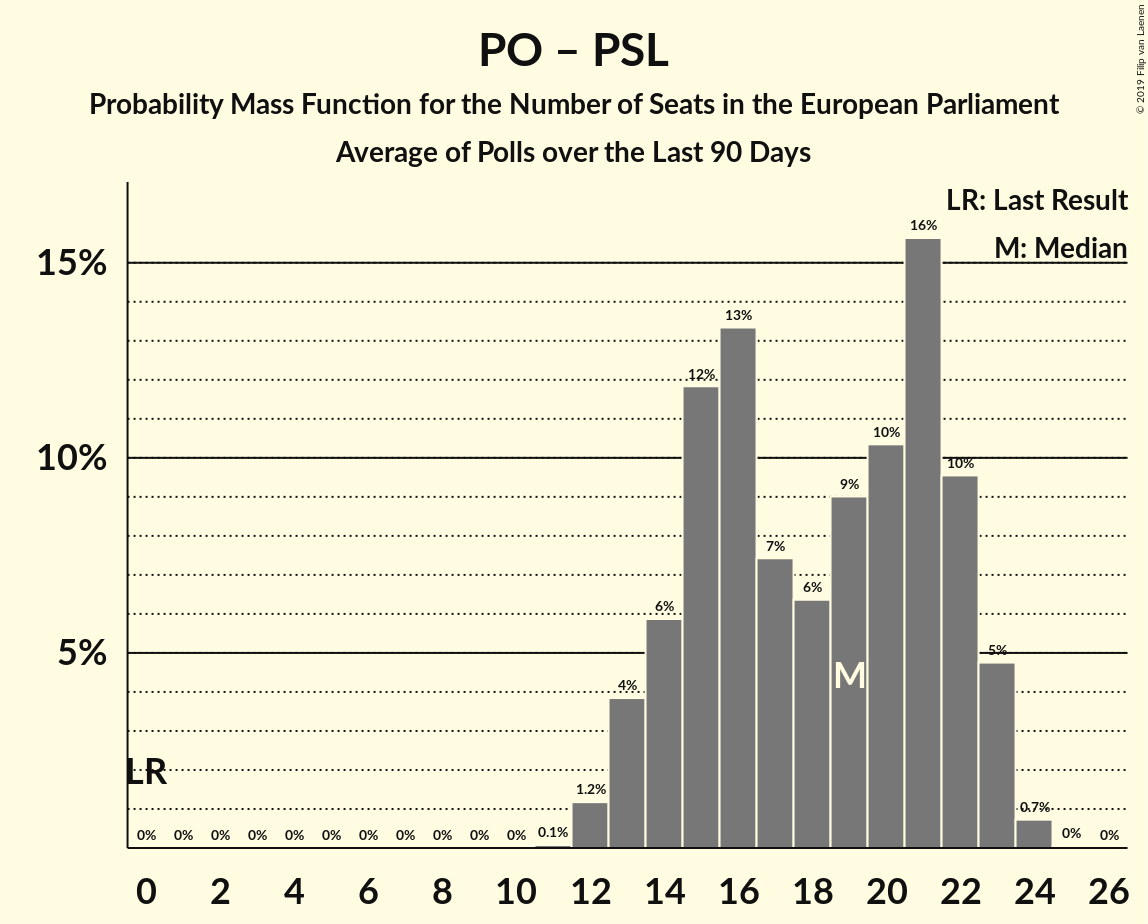 PO – PSL
Probability Mass Function for the Number of Seats in the European Parliament
Average of Polls over the Last 90 Days
© 2019 Filip van Laenen
LR: Last Result
M: Median
15%
10%
5%
16%
13%
12%
10%
10%
9%
7%
6%
6%
5%
4%
1.2%
0.7%
0.1%
0% 0% 0% 0% 0% 0% 0% 0% 0% 0% 0% 0% 0%
M
LR
0 2 4 6 8 10 12 14 16 18 20 22 24 26